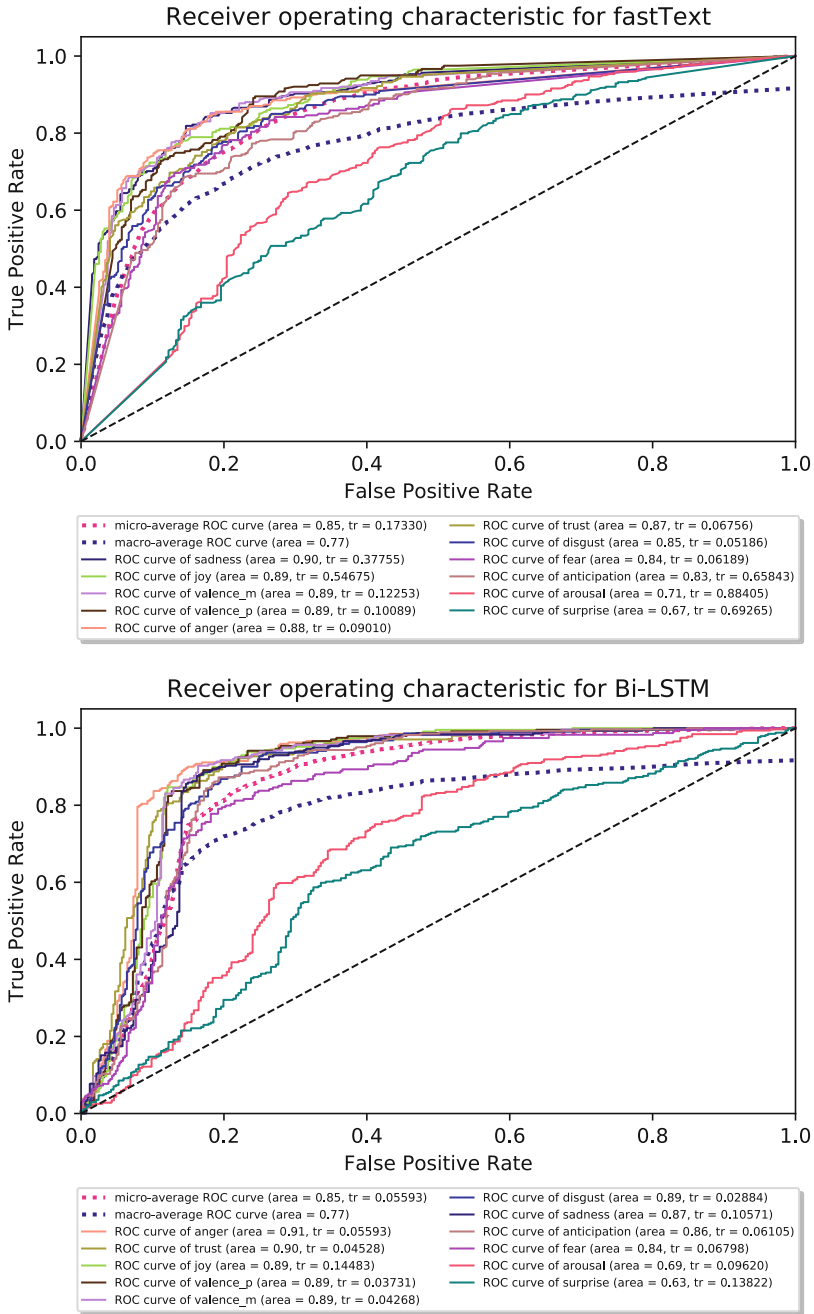 Receiver operating characteristic for fastText
1.0
0.8
0.6
0.4
0.2
0.0
True Positive Rate
0.0 0.2 0.4 0.6 0.8 1.0
False Positive Rate
micro-average ROC curve (area = 0.85, tr = 0.17330)
macro-average ROC curve (area = 0.77)
ROC curve of sadness (area = 0.90, tr = 0.37755)
ROC curve of joy (area = 0.89, tr = 0.54675)
ROC curve of valence_m (area = 0.89, tr = 0.12253)
ROC curve of valence_p (area = 0.89, tr = 0.10089)
ROC curve of anger (area = 0.88, tr = 0.09010)
ROC curve of trust (area = 0.87, tr = 0.06756)
ROC curve of disgust (area = 0.85, tr = 0.05186)
ROC curve of fear (area = 0.84, tr = 0.06189)
ROC curve of anticipation (area = 0.83, tr = 0.65843)
ROC curve of arousal (area = 0.71, tr = 0.88405)
ROC curve of surprise (area = 0.67, tr = 0.69265)
Receiver operating characteristic for Bi-LSTM
1.0
0.8
0.6
0.4
0.2
0.0
True Positive Rate
0.0 0.2 0.4 0.6 0.8 1.0
False Positive Rate
micro-average ROC curve (area = 0.85, tr = 0.05593)
macro-average ROC curve (area = 0.77)
ROC curve of anger (area = 0.91, tr = 0.05593)
ROC curve of trust (area = 0.90, tr = 0.04528)
ROC curve of joy (area = 0.89, tr = 0.14483)
ROC curve of valence_p (area = 0.89, tr = 0.03731)
ROC curve of valence_m (area = 0.89, tr = 0.04268)
ROC curve of disgust (area = 0.89, tr = 0.02884)
ROC curve of sadness (area = 0.87, tr = 0.10571)
ROC curve of anticipation (area = 0.86, tr = 0.06105)
ROC curve of fear (area = 0.84, tr = 0.06798)
ROC curve of arousal (area = 0.69, tr = 0.09620)
ROC curve of surprise (area = 0.63, tr = 0.13822)